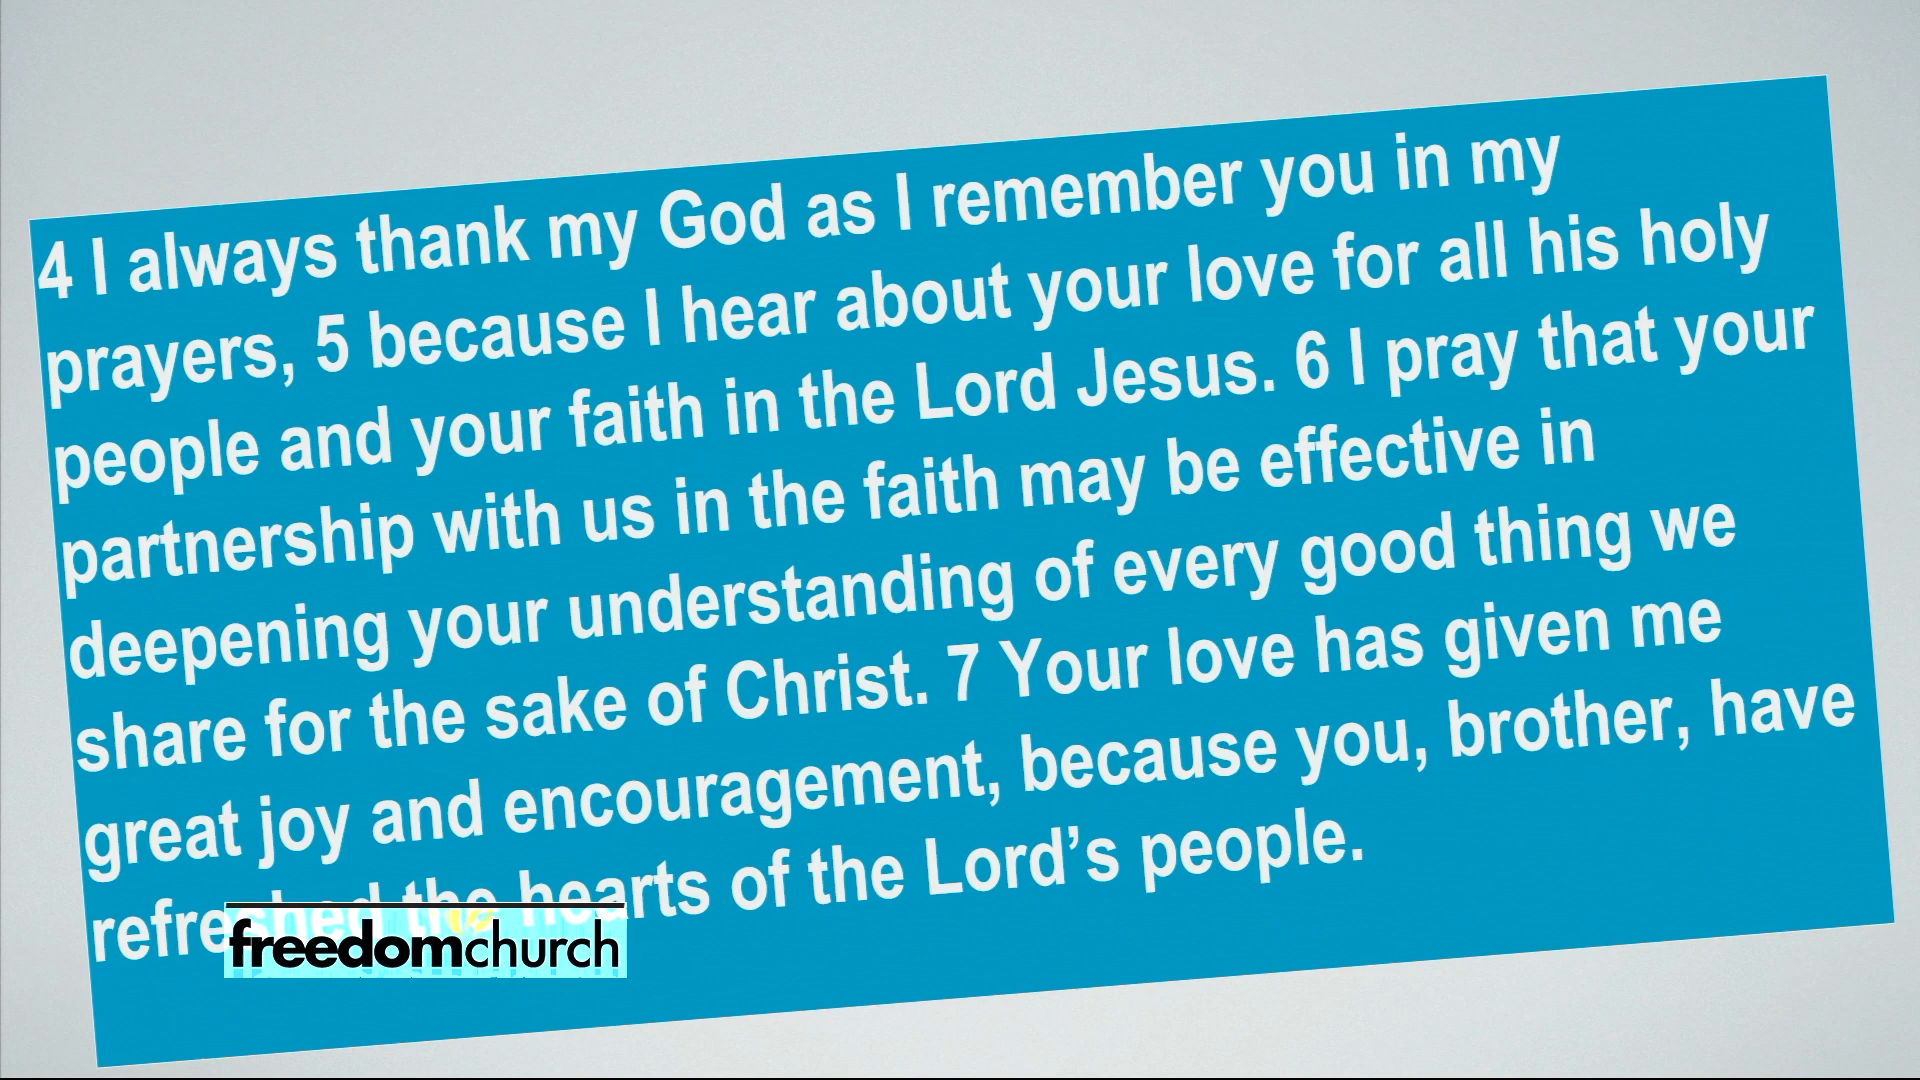 4 I always thank my God as I remember you in my
prayers, 5 because I hear about your love for all his holy
people and your faith in the Lord Jesus. 6 I pray that your
partnership with us in the faith may be effective in
deepening your understanding of every good thing we
share for the sake of Christ. 7 Your love has given me
great joy and encouragement, because you, brother, have
refreshed the hearts of the Lord’s people.
freedomchurch